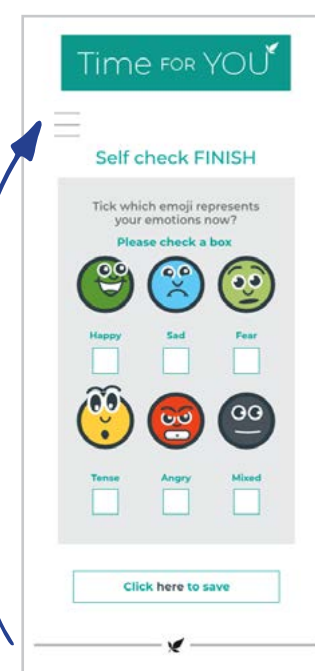 Time FOR YOU
Self check FINISH
Tick which emoji represents
your emotions now?
Please check a box
Happy Sad Fear
Tense Angry Mixed
Click here to save